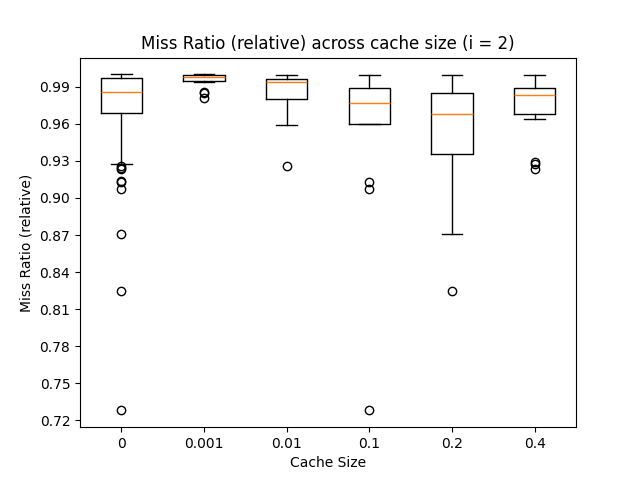 Miss Ratio (relative) across cache size (i = 2)
Miss Ratio (relative)
0.99
0.96
0.93
0.90
0.87
0.84
0.81
0.78
0.75
0.72
0 0.001 0.01 0.1 0.2 0.4
Cache Size